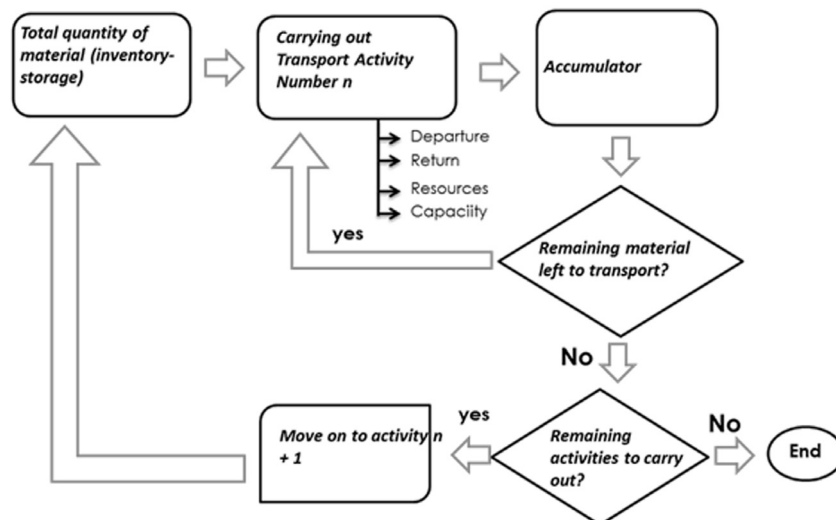 Total quantity of
material (inventory-
storage)
Carrying out
Transport Activity
Number n
Accumulator
Departure
Return
Resources
Capaciity
yes
Remaining material
left to transport?
No
Move on to activity n
+ 1
yes
Remaining
activities to carry
out?
No
End